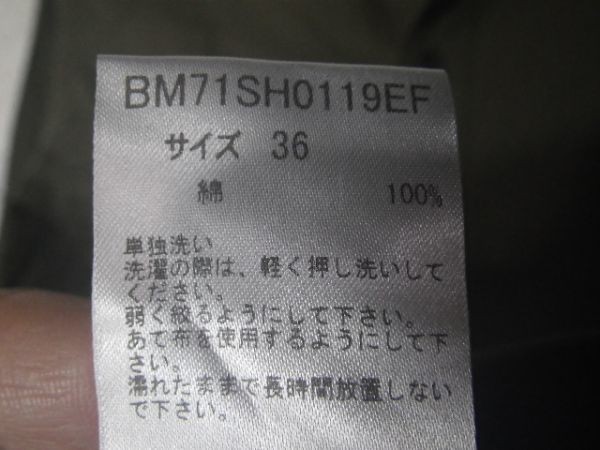 BM71SH0119EF
サイズ 36
綿 100%
単独洗い
洗濯の際は、軽く押し洗いして
ください。
弱く絞るようにして下さい。
あて布を使用するようにして下
さい。
濡れたままで長時間放置しない
で下さい。